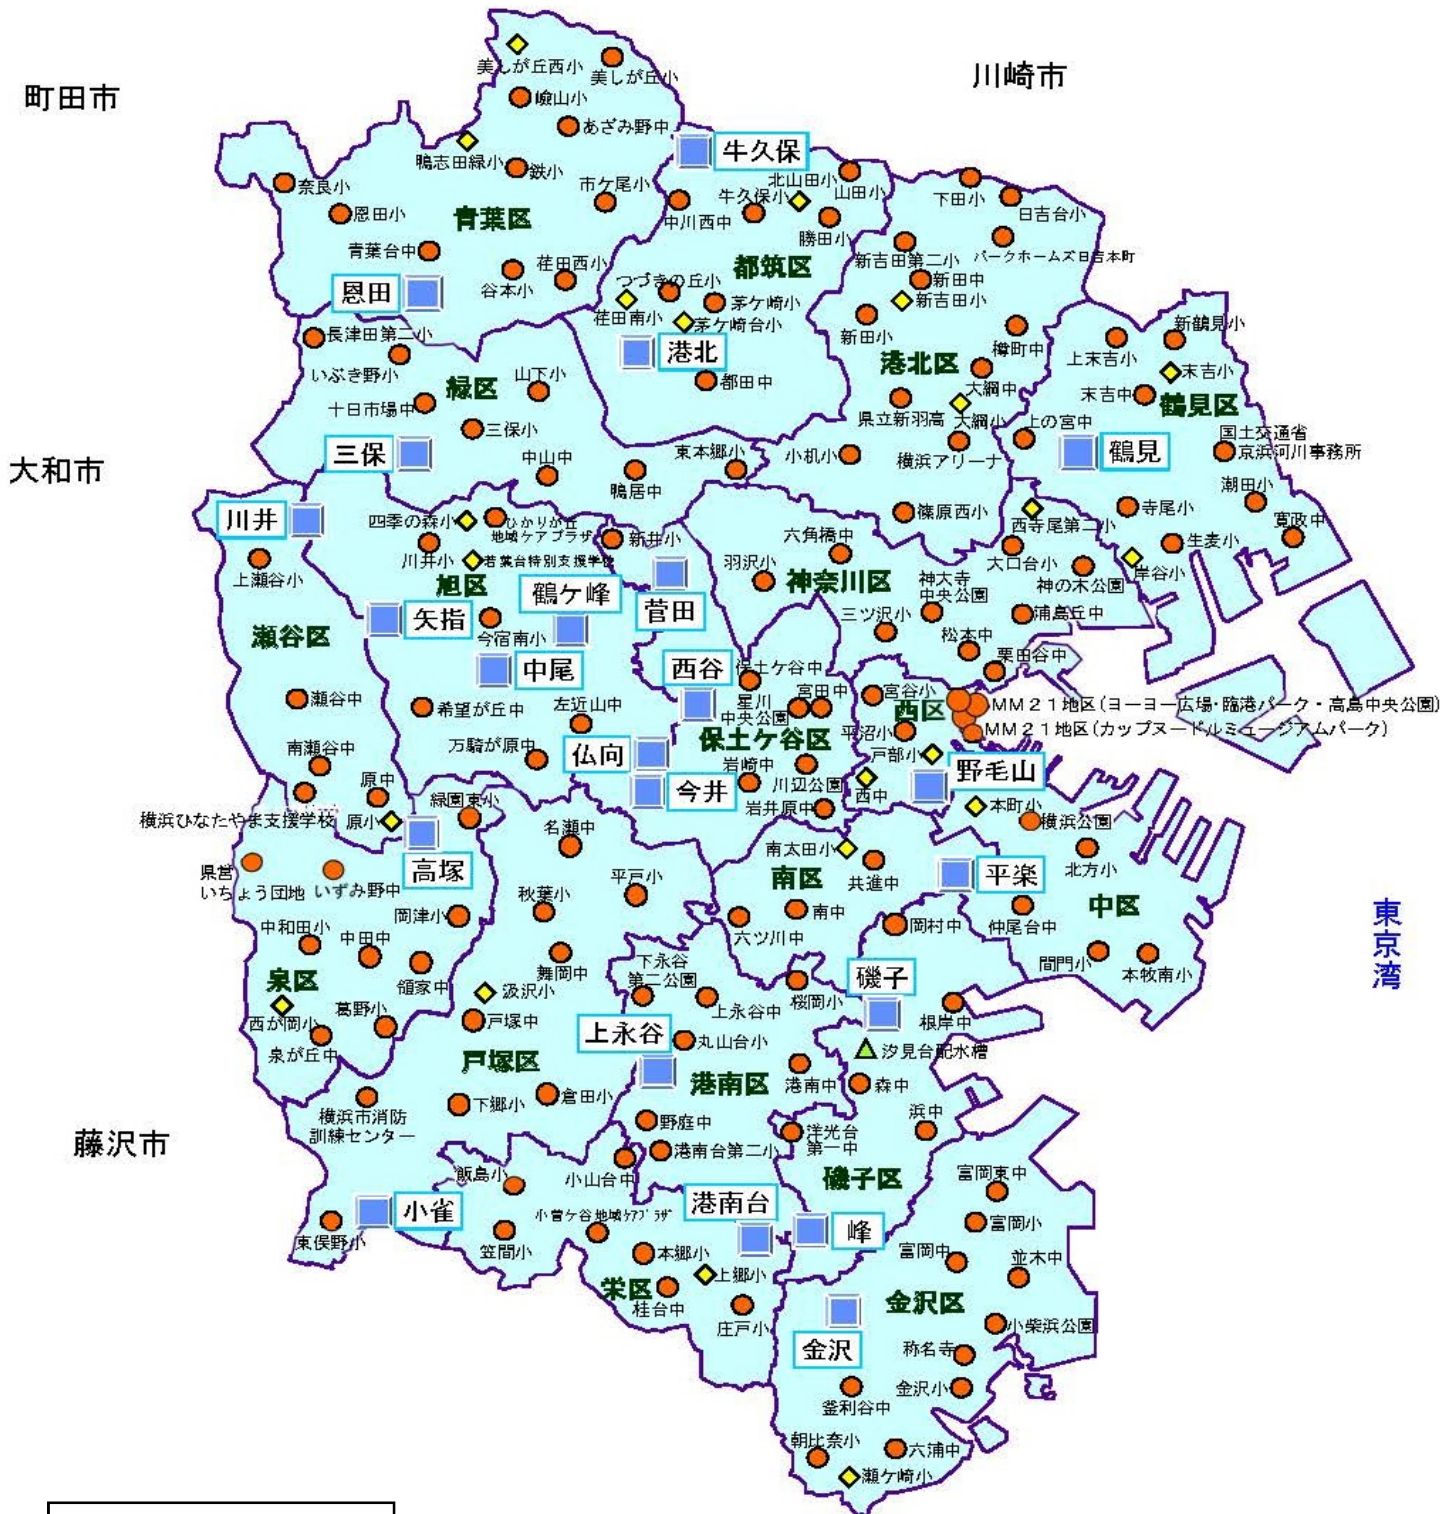 美しが丘西小
美しが丘小
川崎市
町田市
嶮山小
あざみ野中
鴨志田緑小
鉄小
牛久保
奈良小
恩田小
市ケ尾小
青葉区
北山田小
山田小
牛久保小
中川西中
勝田小
下田小
日吉台小
青葉台中
荏田西小
谷本小
恩田
都筑区
新吉田第二小
パークホームズ日吉本町
新田中
新吉田小
つづきの丘小
茅ケ崎小
荏田南小
茅ケ崎台小
新田小
港北
都田中
港北区
樽町中
大綱中
県立新羽高
大綱小
上末吉小
新鶴見小
末吉小
末吉中
鶴見区
長津田第二小
いぶき野小
緑区
山下小
十日市場中
三保小
三保
中山中
鴨居中
東本郷小
小机小
横浜アリーナ
上の宮中
鶴見
国土交通省
京浜河川事務所
潮田小
大和市
川井
四季の森小
ひかりが丘
地域ケアプラザ
新井小
川井小
若葉台特別支援学校
上瀬谷小
旭区
鶴ケ峰
菅田
羽沢小
六角橋中
神奈川区
篠原西小
西寺尾第二小
寺尾小
寛政中
大口台小
岸谷小
生麦小
神の木公園
神大寺
中央公園
浦島丘中
三ツ沢小
松本中
栗田谷中
矢指
今宿南小
瀬谷区
中尾
西谷
保土ケ谷中
星川
中央公園
宮田中
宮谷小
西区
MM21地区(ヨーヨー広場・臨港パーク・高島中央公園)
MM21地区(カップヌードルミュージアムパーク)
瀬谷中
希望が丘中
左近山中
保土ケ谷区
平沼小
戸部小
野毛山
南瀬谷中
万騎が原中
仏向
今井
岩崎中
川辺公園
西中
岩井原中
本町小
横浜公園
原中
緑園東小
横浜ひなたやま支援学校
原小
高塚
名瀬中
南太田小
北方小
県営
いちょう団地
いずみ野中
平戸小
南区
共進中
平楽
中区
秋葉小
岡津小
南中
六ツ川中
岡村中
仲尾台中
東京湾
中和田小
中田中
領家中
舞岡中
下永谷
第二公園
上永谷中
桜岡小
磯子
間門小
本牧南小
泉区
西が岡小
葛野小
泉が丘中
汲沢小
戸塚中
上永谷
丸山台小
根岸中
汐見台配水槽
戸塚区
港南区
港南中
森中
横浜市消防
訓練センター
下郷小
倉田小
野庭中
洋光台
第一中
浜中
藤沢市
港南台第二小
飯島小
小山台中
磯子区
富岡東中
小雀
東俣野小
小菅ケ谷地域ケアプラザ
港南台
峰
富岡小
笠間小
本郷小
富岡中
並木中
栄区
上郷小
桂台中
庄戸小
金沢区
小柴浜公園
金沢
称名寺
釜利谷中
金沢小
朝比奈小
六浦中
瀬ケ崎小